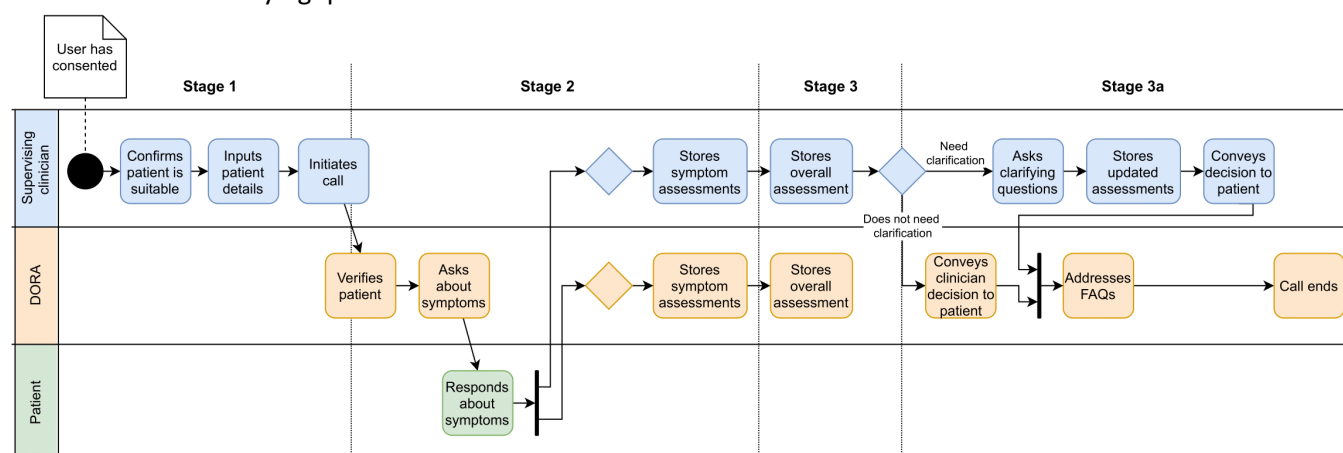 User has
consented
Stage 1
Stage 2
Stage 3
Stage 3a
Supervising
clinician
Confirms
patient is
suitable
Inputs
patient
details
Initiates
call
Stores
symptom
assessments
Stores
overall
assessment
Need
clarification
Asks
clarifying
questions
Stores
updated
assessments
Conveys
decision to
patient
Does not need
clarification
DORA
Verifies
patient
Asks
about
symptoms
Stores
symptom
assessments
Stores
overall
assessment
Conveys
clinician
decision to
patient
Addresses
FAQs
Call ends
Patient
Responds
about
symptoms